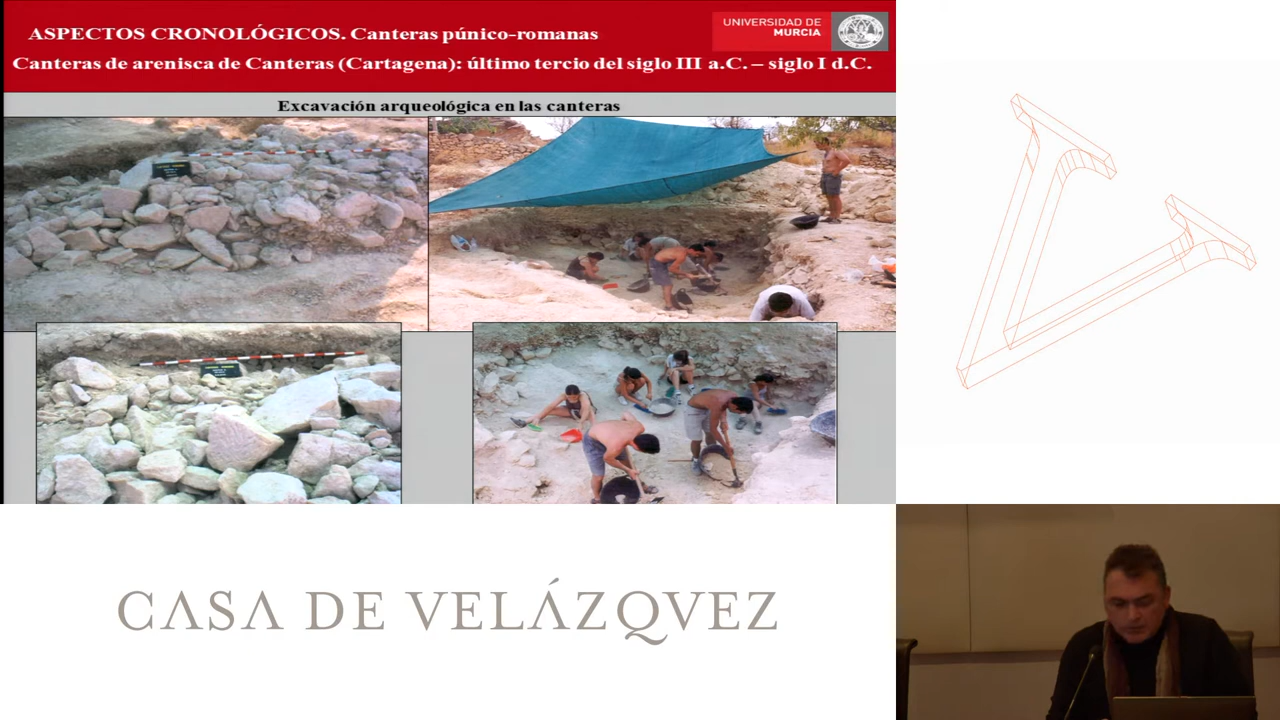 ASPECTOS CRONOLÓGICOS. Canteras púnico-romanas
UNIVERSIDAD DE
MURCIA
Canteras de arenisca de Canteras (Cartagena): último tercio del siglo III a.C. – siglo I d.C.
Excavación arqueológica en las canteras
CASA DE VELÁZQVEZ